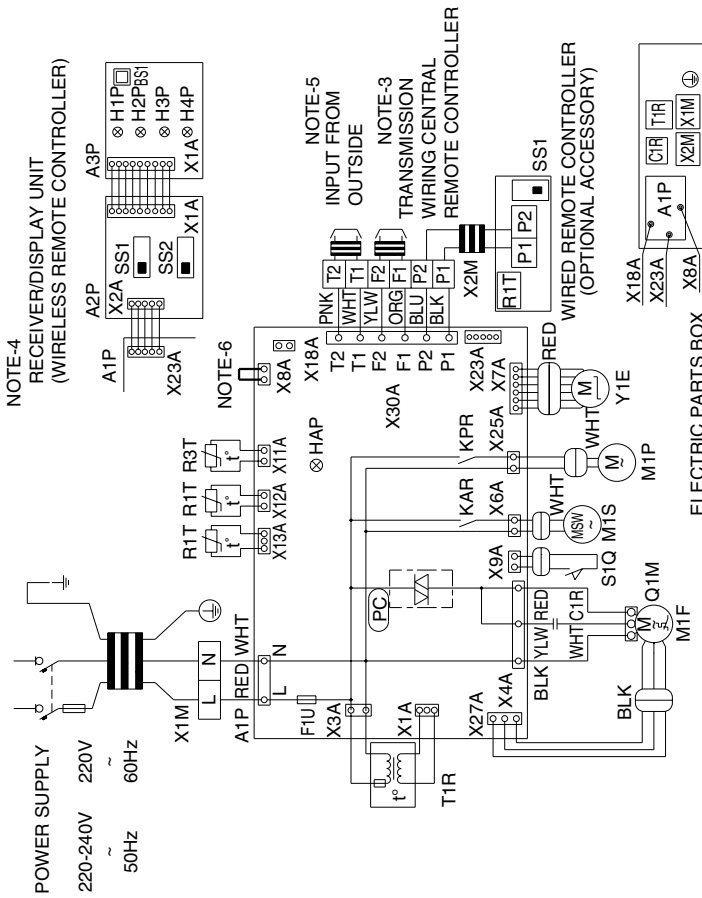 POWER SUPPLY
220-240V 220V
~ ~
50Hz 60Hz
NOTE-4
RECEIVER/DISPLAY UNIT
(WIRELESS REMOTE CONTROLLER)
A1P
X23A
A2P
X2A
SS1
SS2
X1A
A3P
BS1
H1P
H2P
H3P
H4P
X1A
X1M
L N
A1P RED WHT
L N
F1U
R1T R1T R3T
t° t° t°
X13A X12A X11A
NOTE-6
X8A
X18A
HAP
NOTE-5
INPUT FROM
OUTSIDE
NOTE-3
TRANSMISSION
WIRING CENTRAL
REMOTE CONTROLLER
X30A
T2 PNK T2
T1 WHT T1
F2 YLW F2
F1 ORG F1
P2 BLU P2
P1 BLK P1
X2M
SS1
P1 P2
R1T
WIRED REMOTE CONTROLLER
(OPTIONAL ACCESSORY)
X3A
X1A
t°
T1R
PC
KAR
KPR
X27A
X4A
X9A
X6A
X25A
X23A
X7A
BLK YLW RED
WHT C1R
WHT
WHT
RED
BLK
M
Q1M
M1F
S1Q
MSW
~
M1S
M
~
M1P
M
Y1E
X18A
X23A
X8A
A1P
C1R T1R
X2M X1M
ELECTRIC PARTS BOX